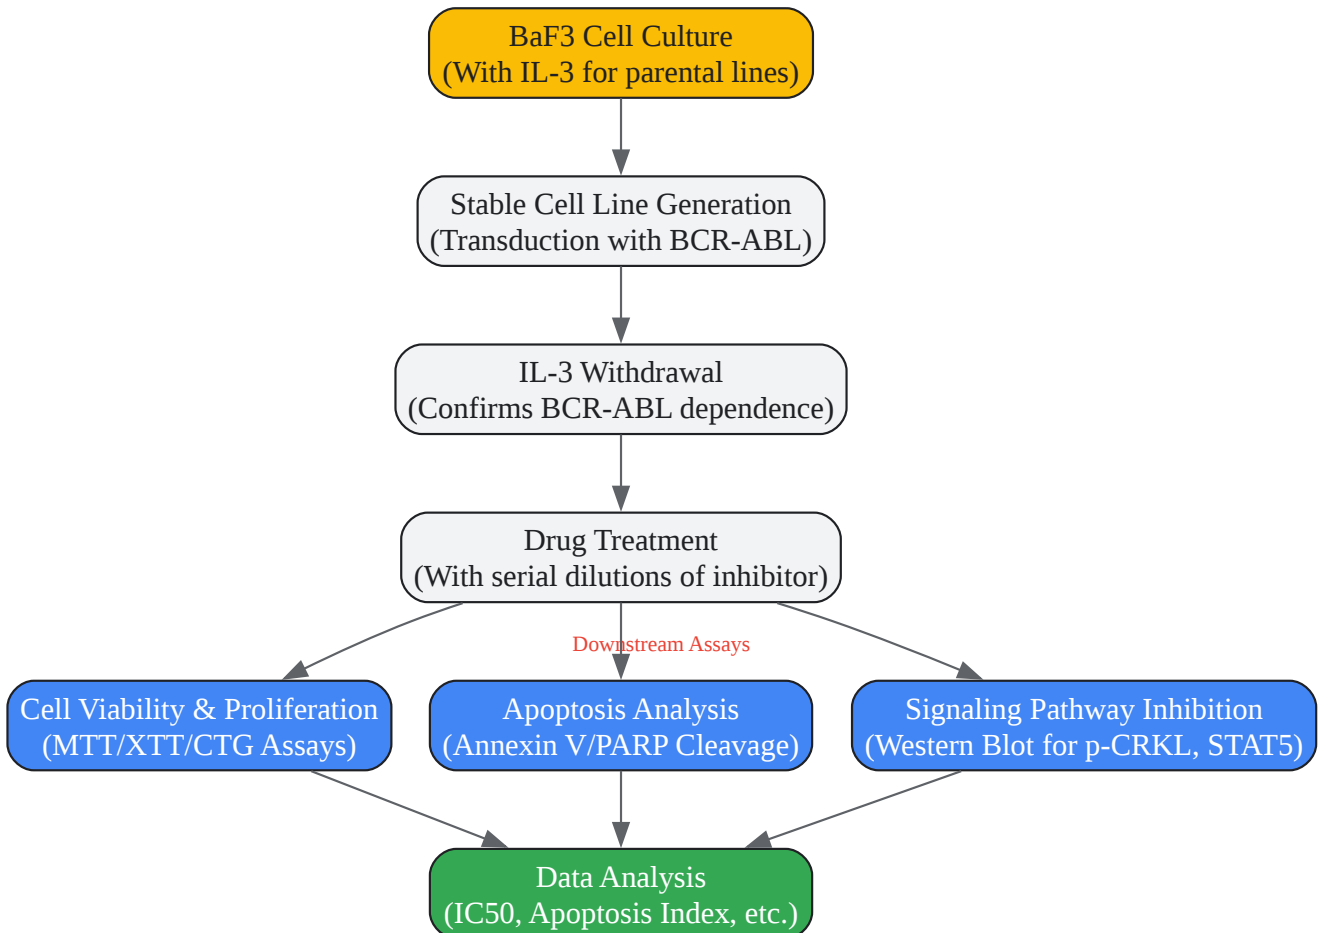 BaF3 Cell Culture
(With IL-3 for parental lines)
Stable Cell Line Generation
(Transduction with BCR-ABL)
IL-3 Withdrawal
(Confirms BCR-ABL dependence)
Drug Treatment
(With serial dilutions of inhibitor)
Downstream Assays
Cell Viability & Proliferation
(MTT/XTT/CTG Assays)
Apoptosis Analysis
(Annexin V/PARP Cleavage)
Signaling Pathway Inhibition
(Western Blot for p-CRKL, STAT5)
Data Analysis
(IC50, Apoptosis Index, etc.)